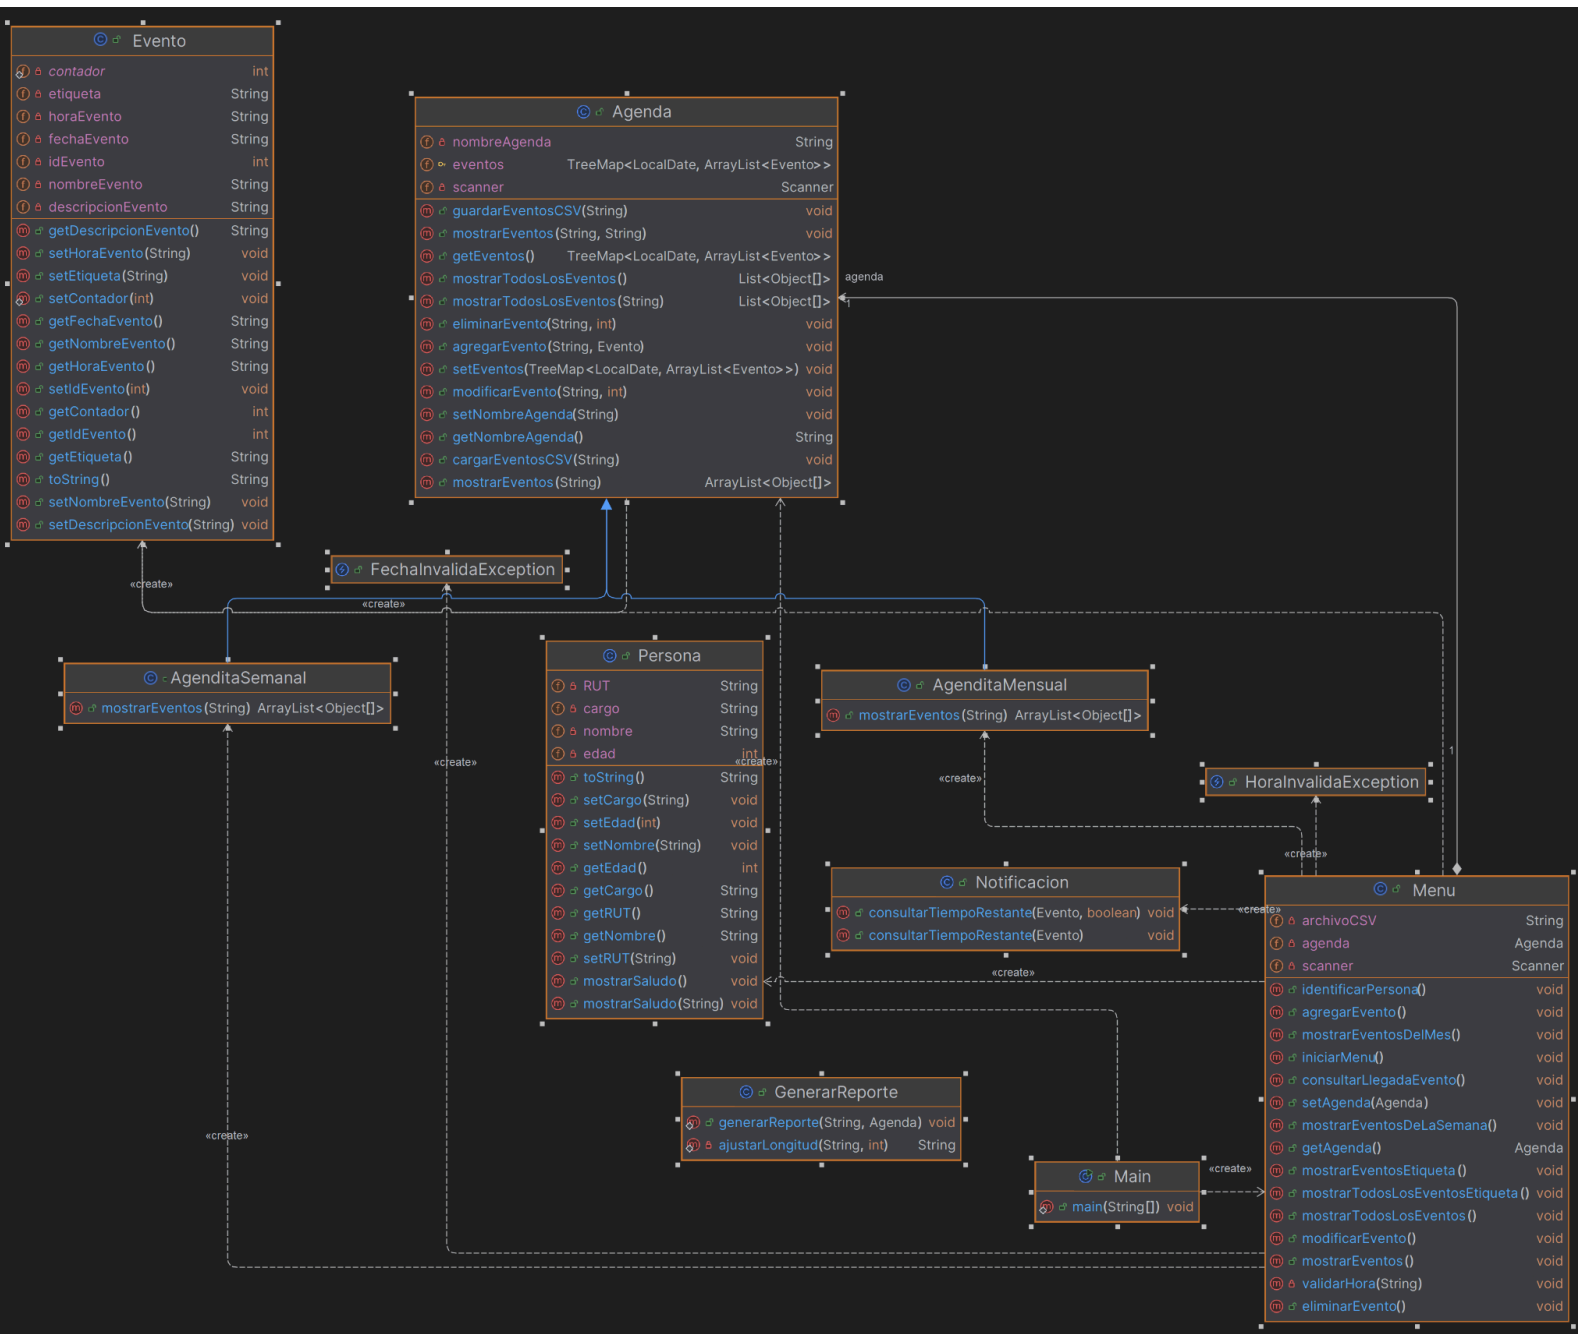 Evento
contador int
etiqueta String
horaEvento String
fechaEvento String
idEvento int
nombreEvento String
descripcionEvento String
getDescripcionEvento() String
setHoraEvento(String) void
setEtiqueta(String) void
setContador(int) void
getFechaEvento() String
getNombreEvento() String
getHoraEvento() String
setIdEvento(int) void
getContador() int
getIdEvento() int
getEtiqueta() String
toString() String
setNombreEvento(String) void
setDescripcionEvento(String) void
Agenda
nombreAgenda String
eventos TreeMap<LocalDate, ArrayList<Evento>>
scanner Scanner
guardarEventosCSV(String) void
mostrarEventos(String, String) void
getEventos() TreeMap<LocalDate, ArrayList<Evento>>
mostrarTodosLosEventos() List<Object[]>
mostrarTodosLosEventos(String) List<Object[]>
eliminarEvento(String, int) void
agregarEvento(String, Evento) void
setEventos(TreeMap<LocalDate, ArrayList<Evento>>) void
modificarEvento(String, int) void
setNombreAgenda(String) void
getNombreAgenda() String
cargarEventosCSV(String) void
mostrarEventos(String) ArrayList<Object[]>
agenda
1
«create»
FechaInvalidaException
«create»
AgenditaSemanal
mostrarEventos(String) ArrayList<Object[]>
Persona
RUT String
cargo String
nombre String
edad int
toString() String
setCargo(String) void
setEdad(int) void
setNombre(String) void
getEdad() int
getCargo() String
getRUT() String
getNombre() String
setRUT(String) void
mostrarSaludo() void
mostrarSaludo(String) void
«create»
«create»
AgenditaMensual
mostrarEventos(String) ArrayList<Object[]>
1
«create»
HoraInvalidaException
«create»
Notificacion
consultarTiempoRestante(Evento, boolean) void
consultarTiempoRestante(Evento) void
«create»
«create»
Menu
archivoCSV String
agenda Agenda
scanner Scanner
identificarPersona() void
agregarEvento() void
mostrarEventosDelMes() void
iniciarMenu() void
consultarLlegadaEvento() void
setAgenda(Agenda) void
mostrarEventosDeLaSemana() void
getAgenda() Agenda
mostrarEventosEtiqueta() void
mostrarTodosLosEventosEtiqueta() void
mostrarTodosLosEventos() void
modificarEvento() void
mostrarEventos() void
validarHora(String) void
eliminarEvento() void
GenerarReporte
generarReporte(String, Agenda) void
ajustarLongitud(String, int) String
«create»
Main
main(String[]) void
«create»